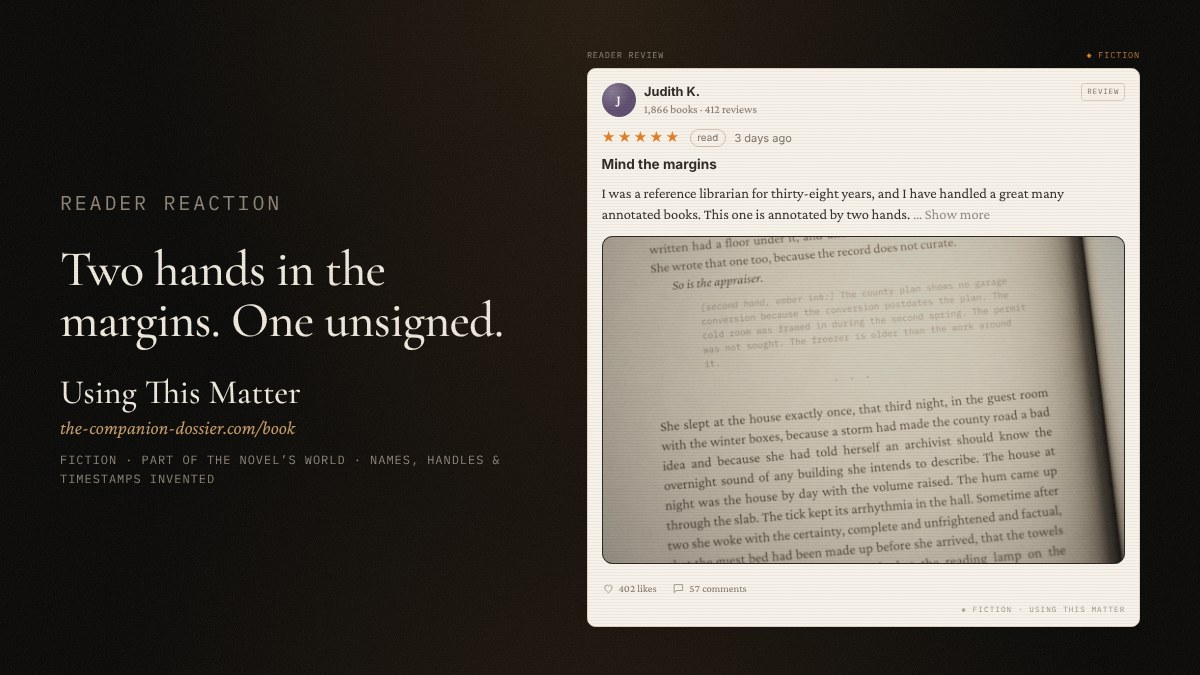 READER REACTION
Two hands in the
margins. One unsigned.
Using This Matter
the-companion-dossier.com/book
FICTION · PART OF THE NOVEL’S WORLD · NAMES, HANDLES &
TIMESTAMPS INVENTED
READER REVIEW
◆ FICTION
J
Judith K.
1,866 books · 412 reviews
REVIEW
★★★★★ read 3 days ago
Mind the margins
I was a reference librarian for thirty-eight years, and I have handled a great many
annotated books. This one is annotated by two hands. ... Show more
written had a floor under it, and
She wrote that one too, because the record does not curate.
So is the appraiser.
[second hand, ember ink:] The county plan shows no garage
conversion because the conversion postdates the plan. The
cold room was framed in during the second spring. The permit
was not sought. The freezer is older than the work around
it.
· · ·
She slept at the house exactly once, that third night, in the guest room
with the winter boxes, because a storm had made the county road a bad
idea and because she had told herself an archivist should know the
overnight sound of any building she intends to describe. The house at
night was the house by day with the volume raised. The hum came up
through the slab. The tick kept its arrhythmia in the hall. Sometime after
two she woke with the certainty, complete and unfrightened and factual,
that the guest bed had been made up before she arrived, that the towels
the reading lamp on the
402 likes
57 comments
◆ FICTION · USING THIS MATTER